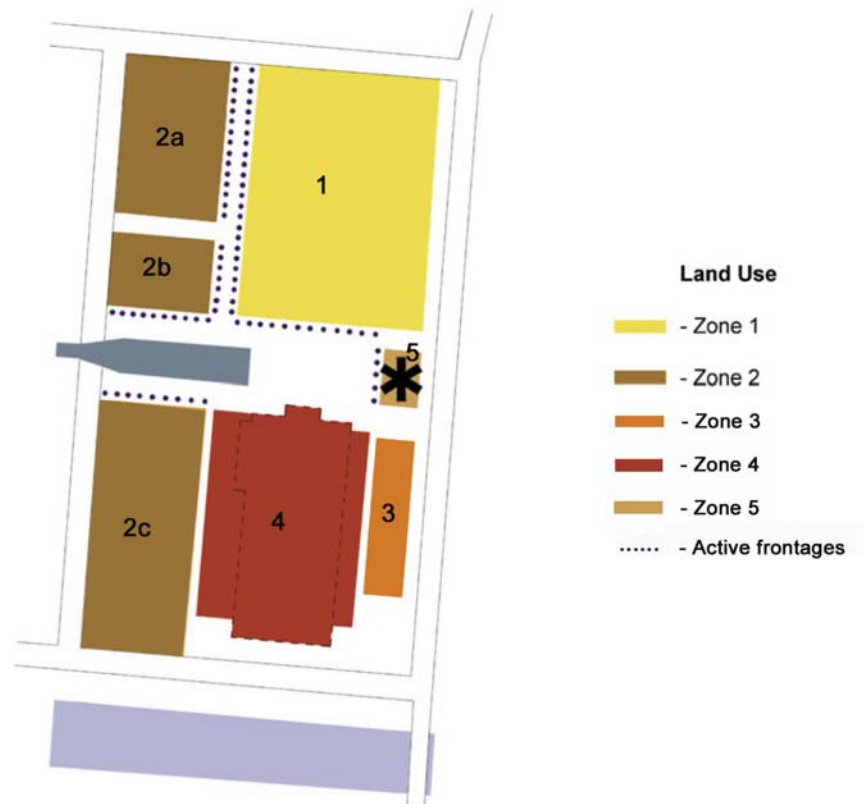 2a
1
2b
5
2c
4
3
Land Use
- Zone 1
- Zone 2
- Zone 3
- Zone 4
- Zone 5
- Active frontages